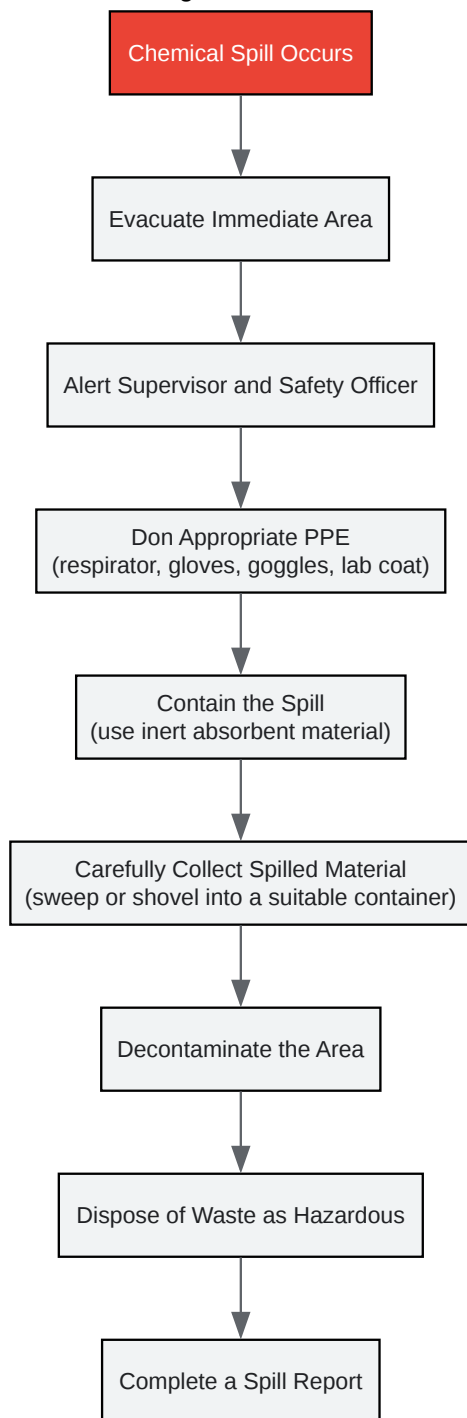 Chemical Spill Occurs
Evacuate Immediate Area
Alert Supervisor and Safety Officer
Don Appropriate PPE
(respirator, gloves, goggles, lab coat)
Contain the Spill
(use inert absorbent material)
Carefully Collect Spilled Material
(sweep or shovel into a suitable container)
Decontaminate the Area
Dispose of Waste as Hazardous
Complete a Spill Report